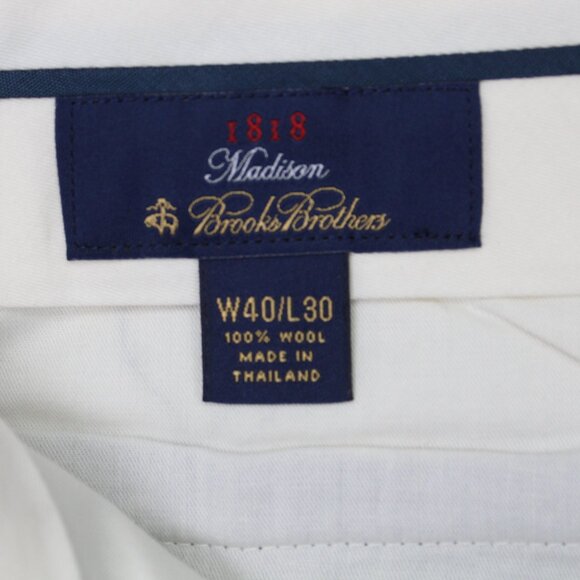 1818
Madison
Brooks Brothers
W40/L30
100% WOOL
MADE IN
THAILAND